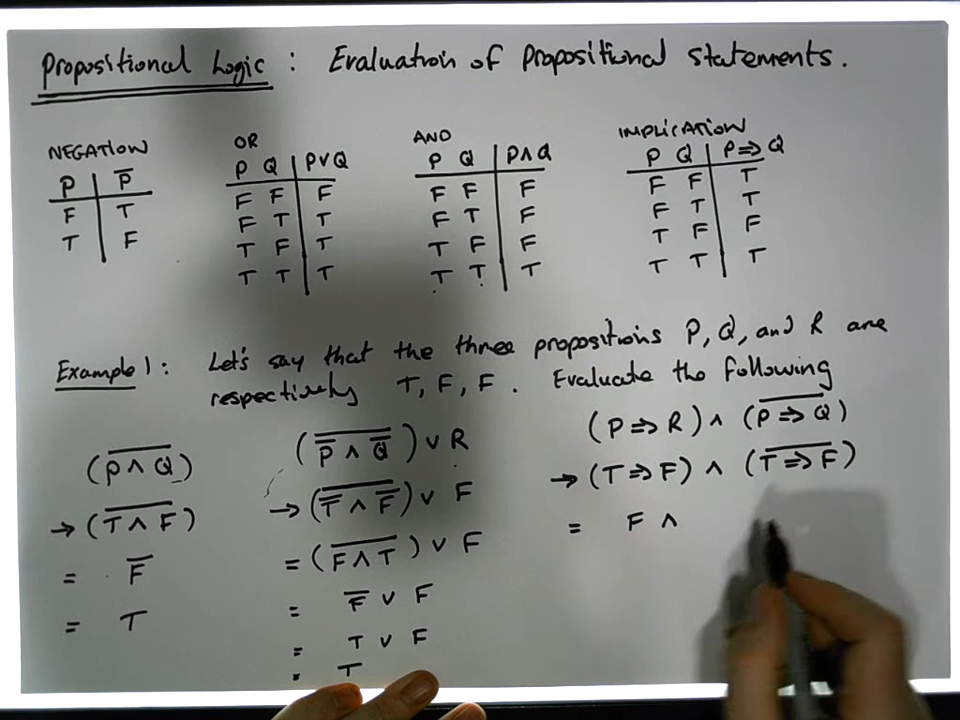 Propositional Logic : Evaluation of propositional statements.
NEGATION
P | P̅
F | T
T | F
OR
P Q | P∨Q
F F | F
F T | T
T F | T
T T | T
AND
P Q | P∧Q
F F | F
F T | F
T F | F
T T | T
IMPLICATION
P Q | P⇒Q
F F | T
F T | T
T F | F
T T | T
Example 1: Let's say that the three propositions P, Q, and R are
respectively T, F, F. Evaluate the following
(P̅ ̅∧̅ ̅Q̅)
→ (T̅ ̅∧̅ ̅F̅)
= F̅
= T
(P̿ ̅∧̅ ̅Q̿) ∨ R
→ (T̿ ̅∧̅ ̅F̿) ∨ F
= (F̅ ̅∧̅ ̅T̅) ∨ F
= F̅ ∨ F
= T ∨ F
= T
(P⇒R) ∧ (P̅ ̅⇒̅ ̅Q̅)
→ (T⇒F) ∧ (T̅ ̅⇒̅ ̅F̅)
= F ∧